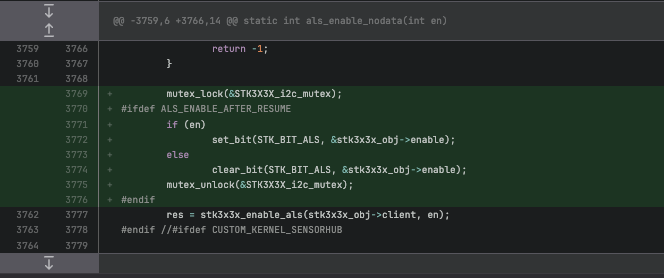 @@ -3759,6 +3766,14 @@ static int als_enable_nodata(int en)
3759 3766 return -1;
3760 3767 }
3761 3768
3769 + mutex_lock(&STK3X3X_i2c_mutex);
3770 + #ifdef ALS_ENABLE_AFTER_RESUME
3771 + if (en)
3772 + set_bit(STK_BIT_ALS, &stk3x3x_obj->enable);
3773 + else
3774 + clear_bit(STK_BIT_ALS, &stk3x3x_obj->enable);
3775 + mutex_unlock(&STK3X3X_i2c_mutex);
3776 + #endif
3762 3777 res = stk3x3x_enable_als(stk3x3x_obj->client, en);
3763 3778 #endif //#ifdef CUSTOM_KERNEL_SENSORHUB
3764 3779